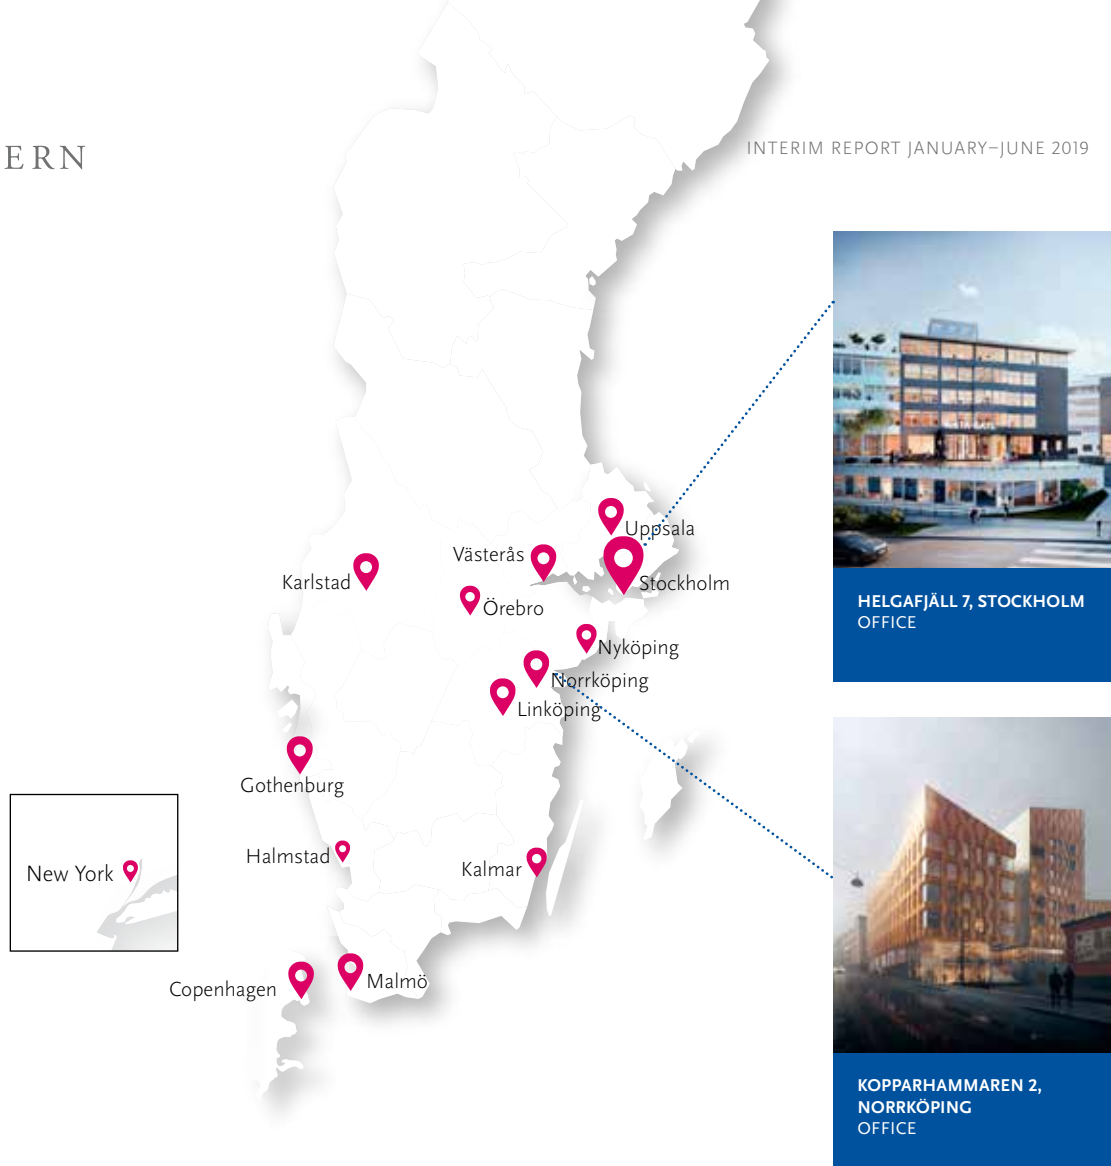 ERN
INTERIM REPORT JANUARY–JUNE 2019
Uppsala
Västerås
Karlstad
Stockholm
Örebro
Nyköping
Norrköping
Linköping
Gothenburg
Halmstad
Kalmar
New York
Copenhagen
Malmö
HELGAFJÄLL 7, STOCKHOLM
OFFICE
KOPPARHAMMAREN 2,
NORRKÖPING
OFFICE